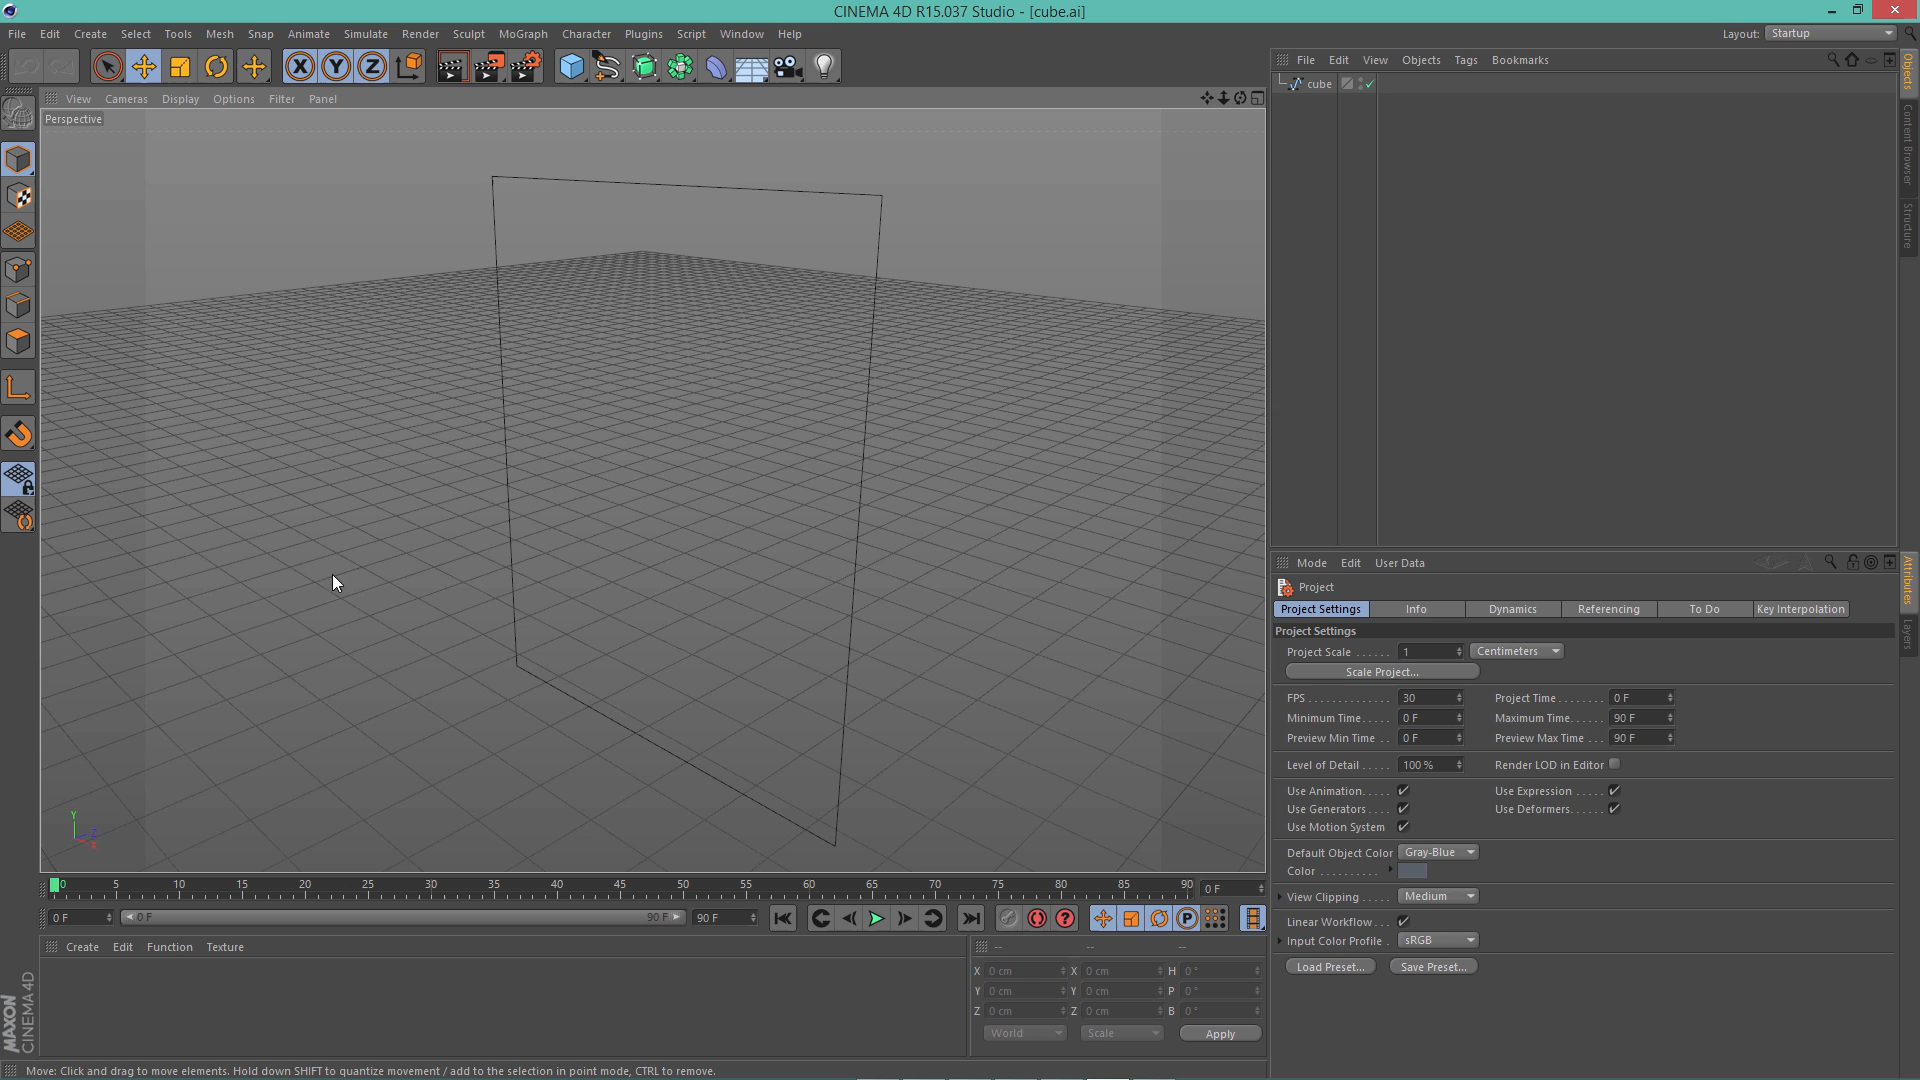 CINEMA 4D R15.037 Studio - [cube.ai]
File Edit Create Select Tools Mesh Snap Animate Simulate Render Sculpt MoGraph Character Plugins Script Window Help
Layout: Startup
X Y Z
File Edit View Objects Tags Bookmarks
cube
Objects
Content Browser
Structure
View Cameras Display Options Filter Panel
Perspective
Y
Z
X
Mode Edit User Data
Attributes
Layers
Project
Project Settings Info Dynamics Referencing To Do Key Interpolation
Project Settings
Project Scale . . . . . . 1 Centimeters
Scale Project...
FPS . . . . . . . . . . . . . . 30 Project Time . . . . . . . . 0 F
Minimum Time . . . . . 0 F Maximum Time . . . . . . 90 F
Preview Min Time . . 0 F Preview Max Time . . . 90 F
Level of Detail . . . . . 100 % Render LOD in Editor
Use Animation . . . . . Use Expression . . . . .
Use Generators . . . . Use Deformers . . . . . .
Use Motion System
Default Object Color Gray-Blue
Color . . . . . . . . . .
View Clipping . . . . . Medium
Linear Workflow . . .
Input Color Profile . sRGB
Load Preset... Save Preset...
0 5 10 15 20 25 30 35 40 45 50 55 60 65 70 75 80 85 90 0 F
0 F 0 F 90 F 90 F ? P
Create Edit Function Texture
-- -- --
X 0 cm X 0 cm H 0 °
Y 0 cm Y 0 cm P 0 °
Z 0 cm Z 0 cm B 0 °
World Scale Apply
MAXON
CINEMA 4D
Move: Click and drag to move elements. Hold down SHIFT to quantize movement / add to the selection in point mode, CTRL to remove.